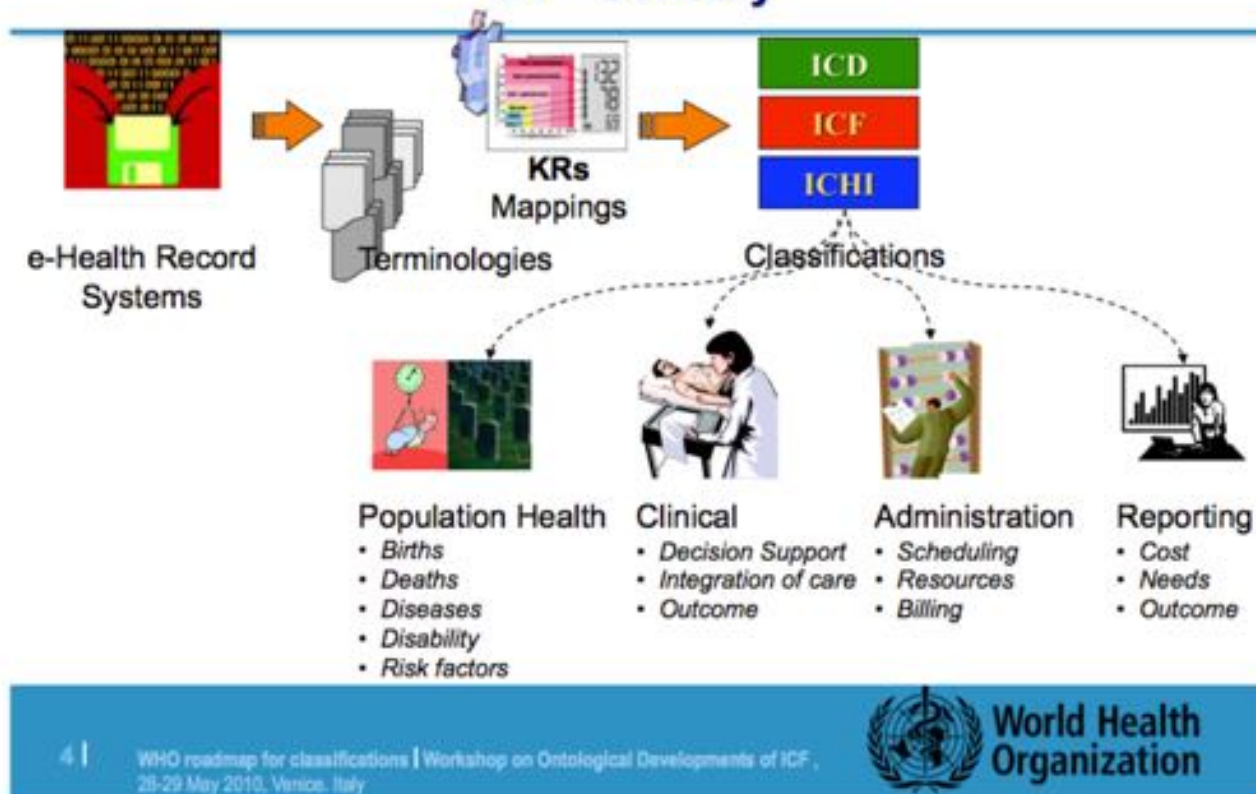 ICD
ICF
ICHI
KRs
Mappings
e-Health Record
Systems
Terminologies
Classifications
Population Health
• Births
• Deaths
• Diseases
• Disability
• Risk factors
Clinical
• Decision Support
• Integration of care
• Outcome
Administration
• Scheduling
• Resources
• Billing
Reporting
• Cost
• Needs
• Outcome
4 |
WHO roadmap for classifications | Workshop on Ontological Developments of ICF ,
28-29 May 2010, Venice. Italy
World Health
Organization